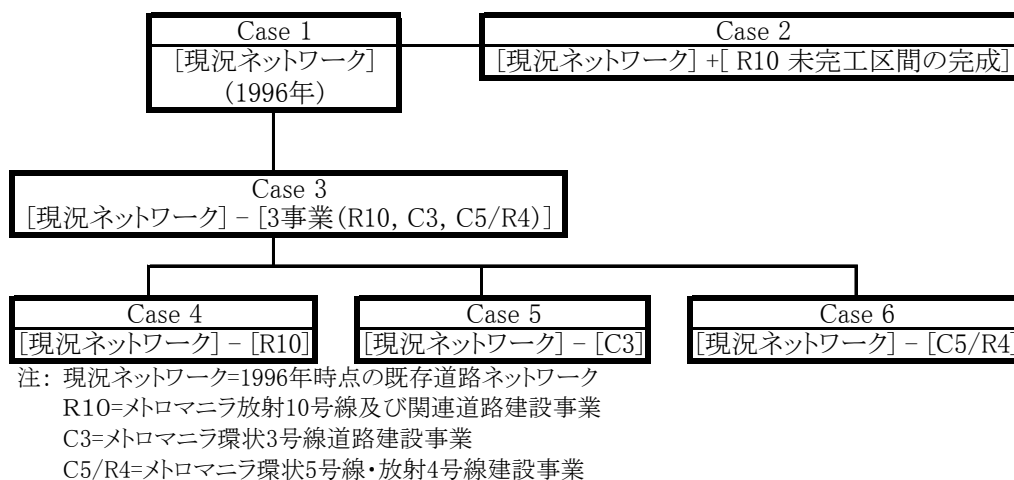 Case 1
[現況ネットワーク]
(1996年)
Case 2
[現況ネットワーク] +[ R10 未完工区間の完成]
Case 3
[現況ネットワーク] - [3事業(R10, C3, C5/R4)]
Case 4
[現況ネットワーク] - [R10]
Case 5
[現況ネットワーク] - [C3]
Case 6
[現況ネットワーク] - [C5/R4]
注: 現況ネットワーク=1996年時点の既存道路ネットワーク
R10=メトロマニラ放射10号線及び関連道路建設事業
C3=メトロマニラ環状3号線道路建設事業
C5/R4=メトロマニラ環状5号線・放射4号線建設事業